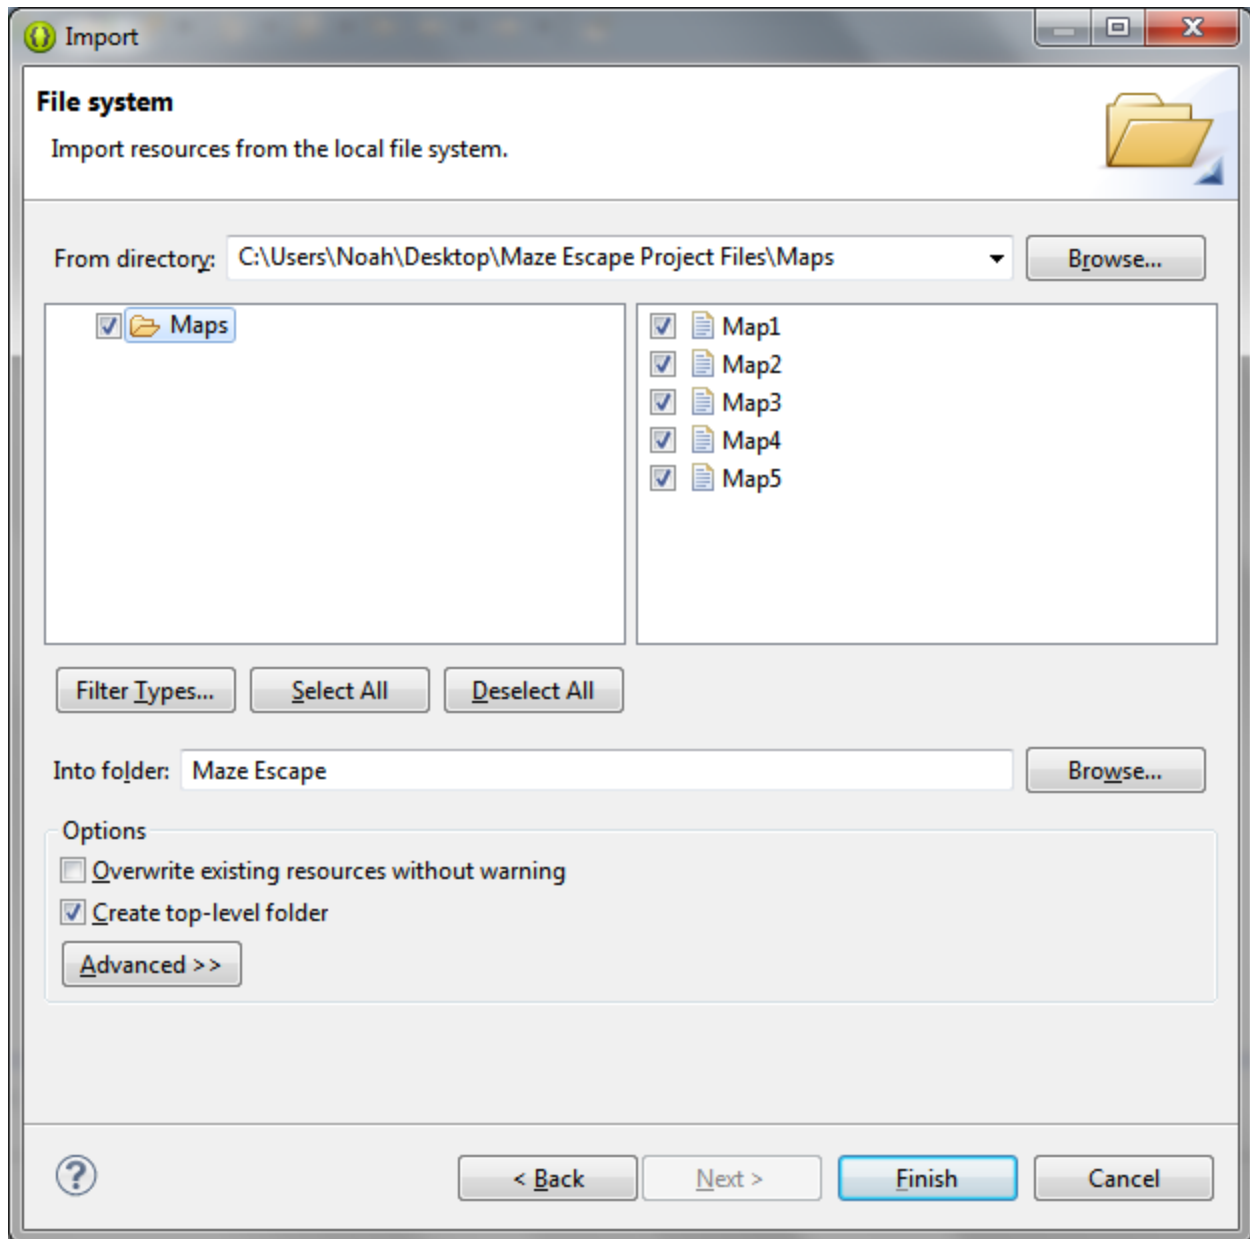 Import
File system
Import resources from the local file system.
From directory: C:\Users\Noah\Desktop\Maze Escape Project Files\Maps Browse...
Maps
Map1
Map2
Map3
Map4
Map5
Filter Types... Select All Deselect All
Into folder: Maze Escape Browse...
Options
Overwrite existing resources without warning
Create top-level folder
Advanced >>
? < Back Next > Finish Cancel